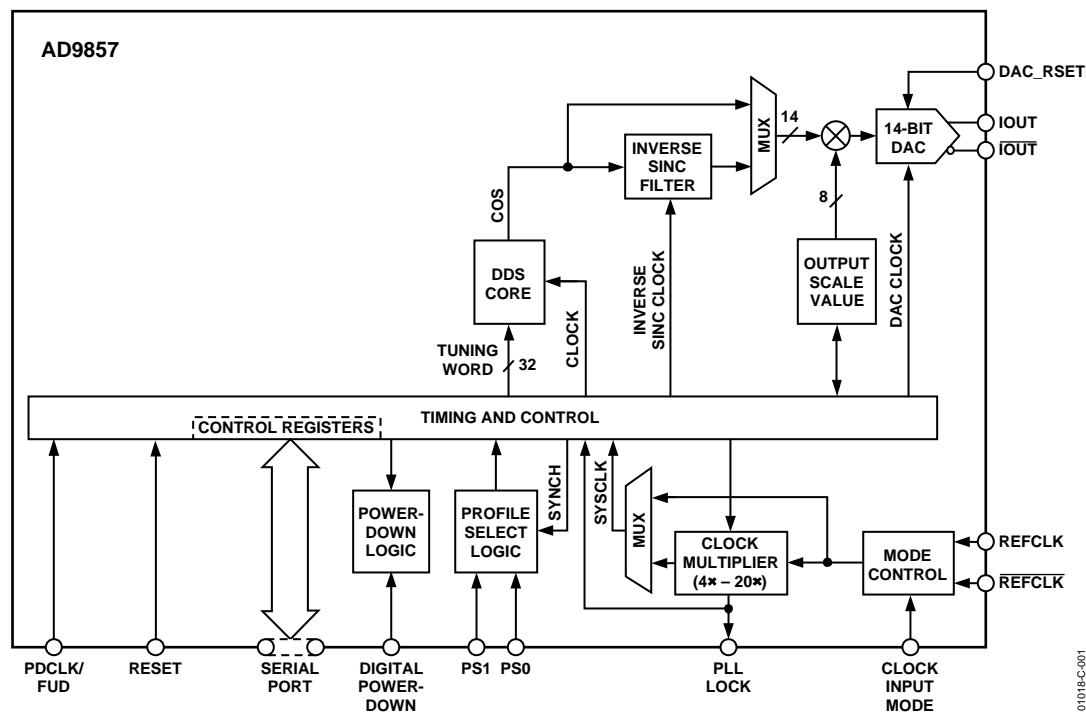 AD9857
DAC_RSET
14
MUX
14-BIT
DAC
IOUT
IOUT
INVERSE
SINC
FILTER
COS
8
DDS
CORE
OUTPUT
SCALE
VALUE
INVERSE
SINC CLOCK
DAC CLOCK
CLOCK
TUNING
WORD
32
TIMING AND CONTROL
CONTROL REGISTERS
SYNCH
SYSCLK
POWER-
DOWN
LOGIC
PROFILE
SELECT
LOGIC
MUX
CLOCK
MULTIPLIER
(4× – 20×)
MODE
CONTROL
REFCLK
REFCLK
PDCLK/
FUD
RESET
SERIAL
PORT
DIGITAL
POWER-
DOWN
PS1
PS0
PLL
LOCK
CLOCK
INPUT
MODE
01018-C-001